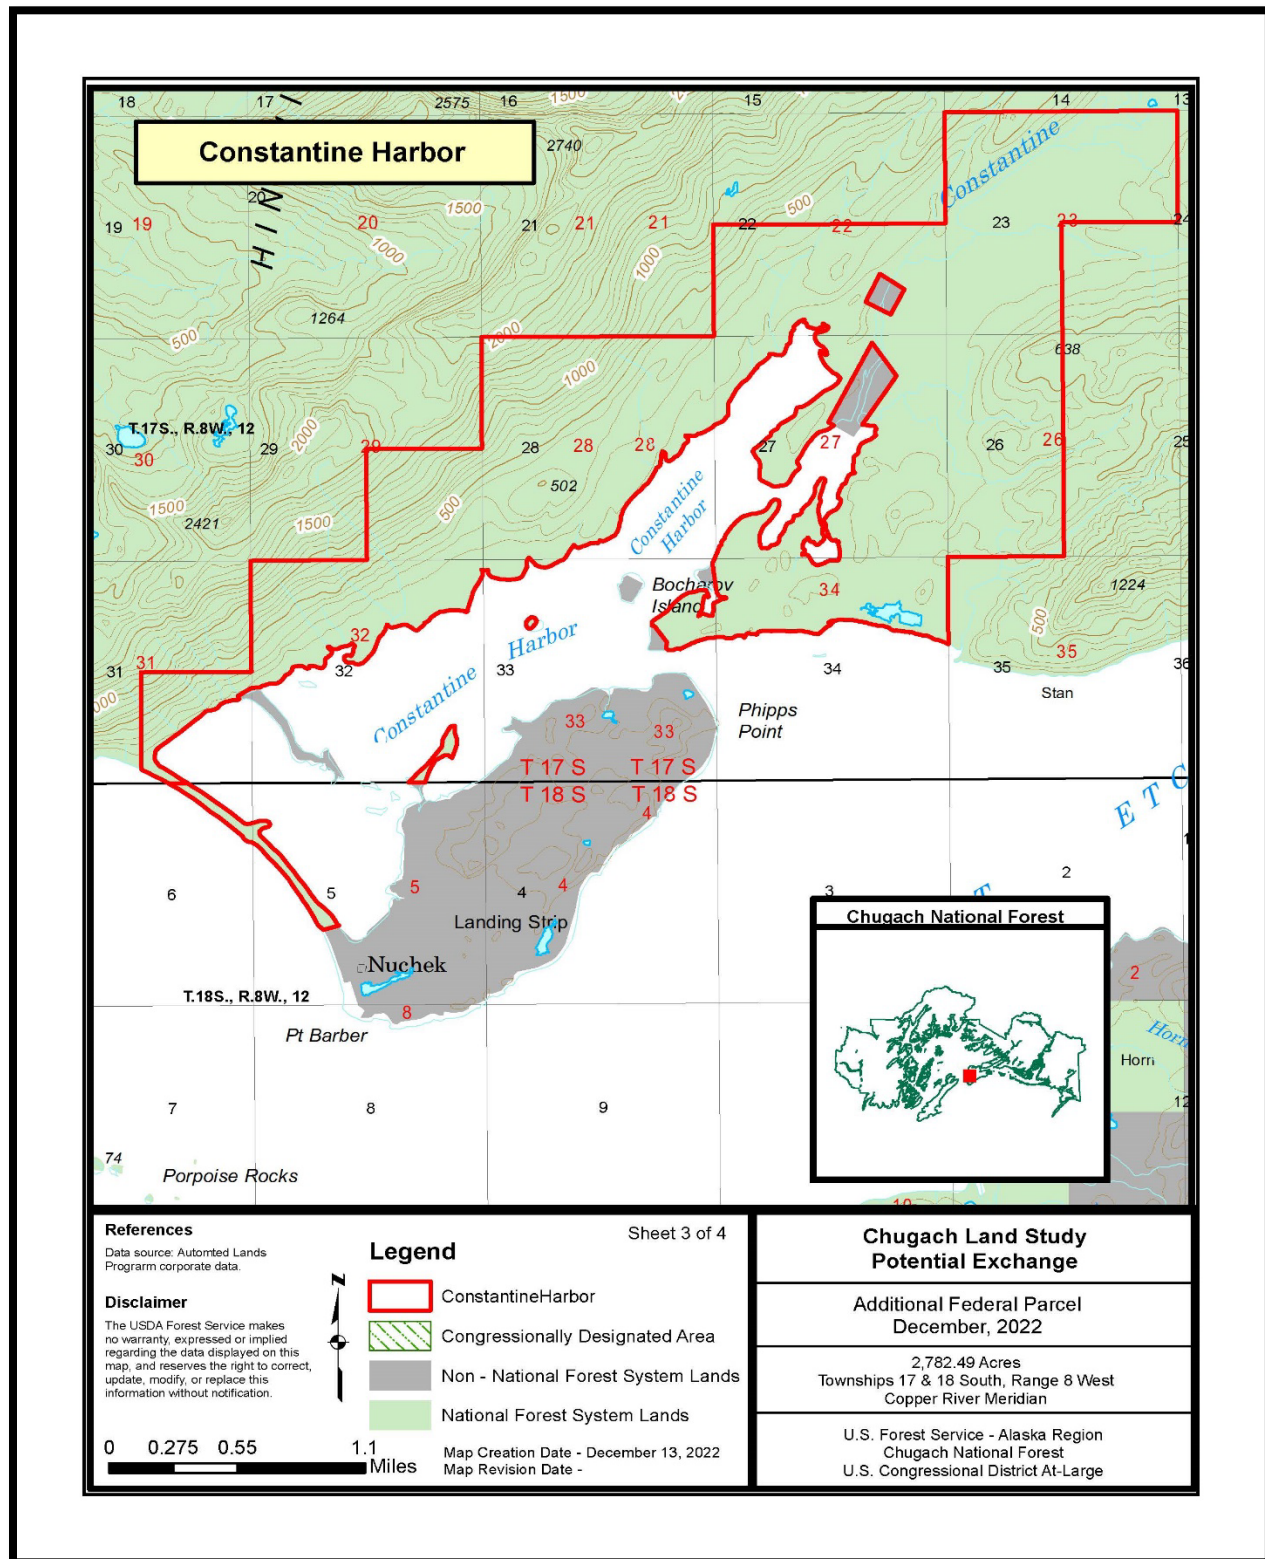 18
17
2575
16
1500
15
14
13
Constantine Harbor
2740
Constantine
20
19
19
20
1500
21
21
21
22
500
22
23
23
24
1000
1000
1264
500
2000
638
1000
T.17S., R.8W., 12
30
30
29
2000
29
28
28
28
27
27
26
26
25
502
1500
2421
1500
500
Constantine
Harbor
Bocharov
Island
34
1224
500
32
Harbor
31
31
32
33
34
35
35
36
Constantine
Stan
Phipps
Point
33
33
T 17 S
T 17 S
T 18 S
T 18 S
4
E T C
6
5
5
4
4
3
2
1
Landing Strip
Chugach National Forest
Nuchek
T.18S., R.8W., 12
8
2
Pt Barber
Horn
Horn
7
8
9
12
74
Porpoise Rocks
References
Data source: Automted Lands
Prograrm corporate data.
Disclaimer
The USDA Forest Service makes
no warranty, expressed or implied
regarding the data displayed on this
map, and reserves the right to correct,
update, modify, or replace this
information without notification.
0 0.275 0.55 1.1
Miles
N
Sheet 3 of 4
Legend
ConstantineHarbor
Congressionally Designated Area
Non - National Forest System Lands
National Forest System Lands
Map Creation Date - December 13, 2022
Map Revision Date -
Chugach Land Study
Potential Exchange
Additional Federal Parcel
December, 2022
2,782.49 Acres
Townships 17 & 18 South, Range 8 West
Copper River Meridian
U.S. Forest Service - Alaska Region
Chugach National Forest
U.S. Congressional District At-Large